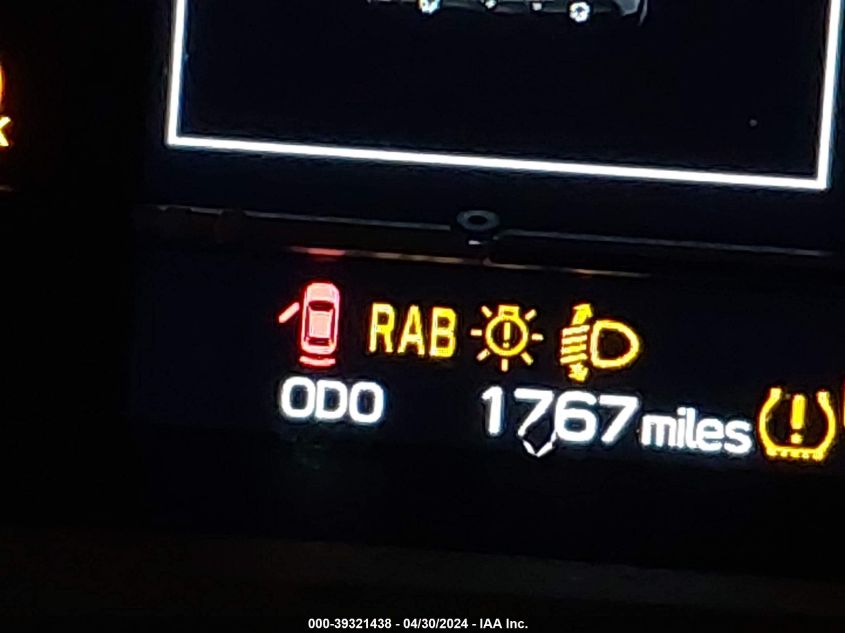 RAB
ODO 1767 miles
000-39321438 - 04/30/2024 - IAA Inc.